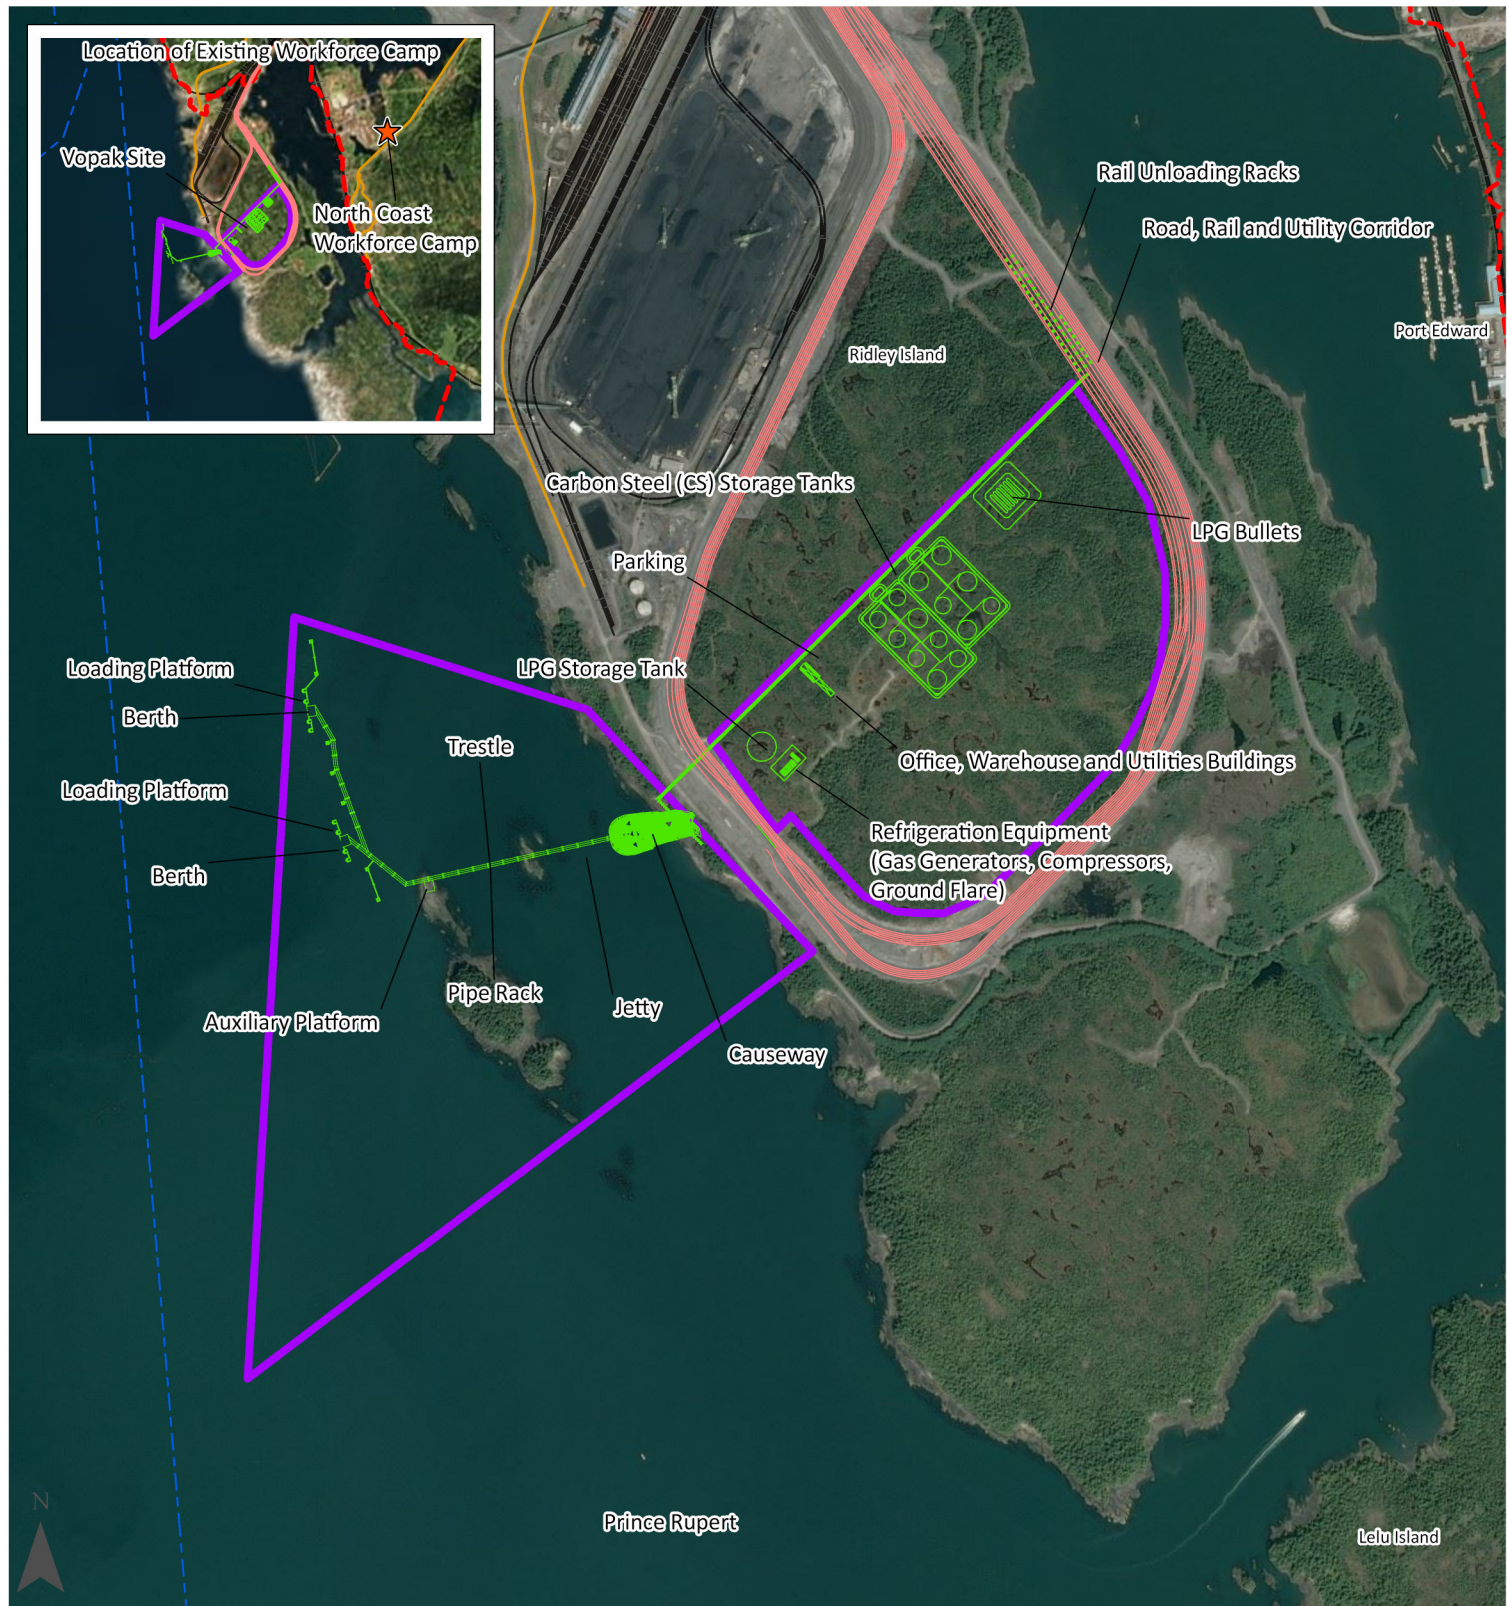 Location of Existing Workforce Camp
Vopak Site
North Coast
Workforce Camp
Rail Unloading Racks
Road, Rail and Utility Corridor
Port Edward
Ridley Island
Carbon Steel (CS) Storage Tanks
LPG Bullets
Parking
LPG Storage Tank
Loading Platform
Berth
Trestle
Office, Warehouse and Utilities Buildings
Loading Platform
Refrigeration Equipment
(Gas Generators, Compressors,
Ground Flare)
Berth
Pipe Rack
Jetty
Auxiliary Platform
Causeway
N
Prince Rupert
Lelu Island